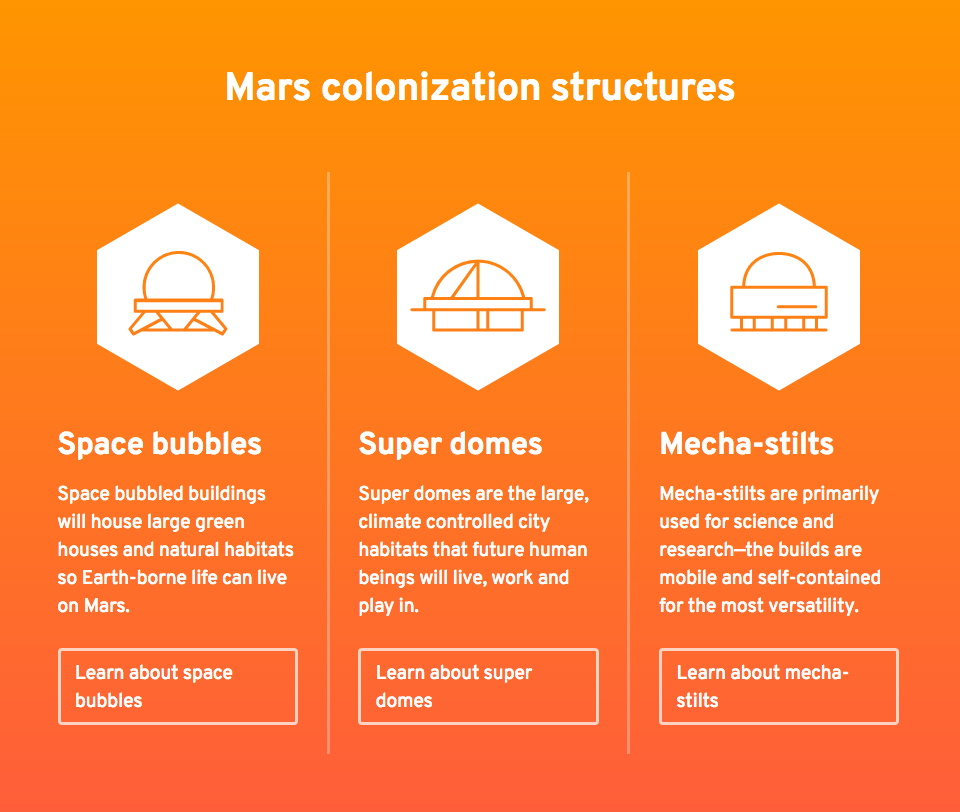 Mars colonization structures
Space bubbles
Space bubbled buildings
will house large green
houses and natural habitats
so Earth-borne life can live
on Mars.
Learn about space
bubbles
Super domes
Super domes are the large,
climate controlled city
habitats that future human
beings will live, work and
play in.
Learn about super
domes
Mecha-stilts
Mecha-stilts are primarily
used for science and
research—the builds are
mobile and self-contained
for the most versatility.
Learn about mecha-
stilts